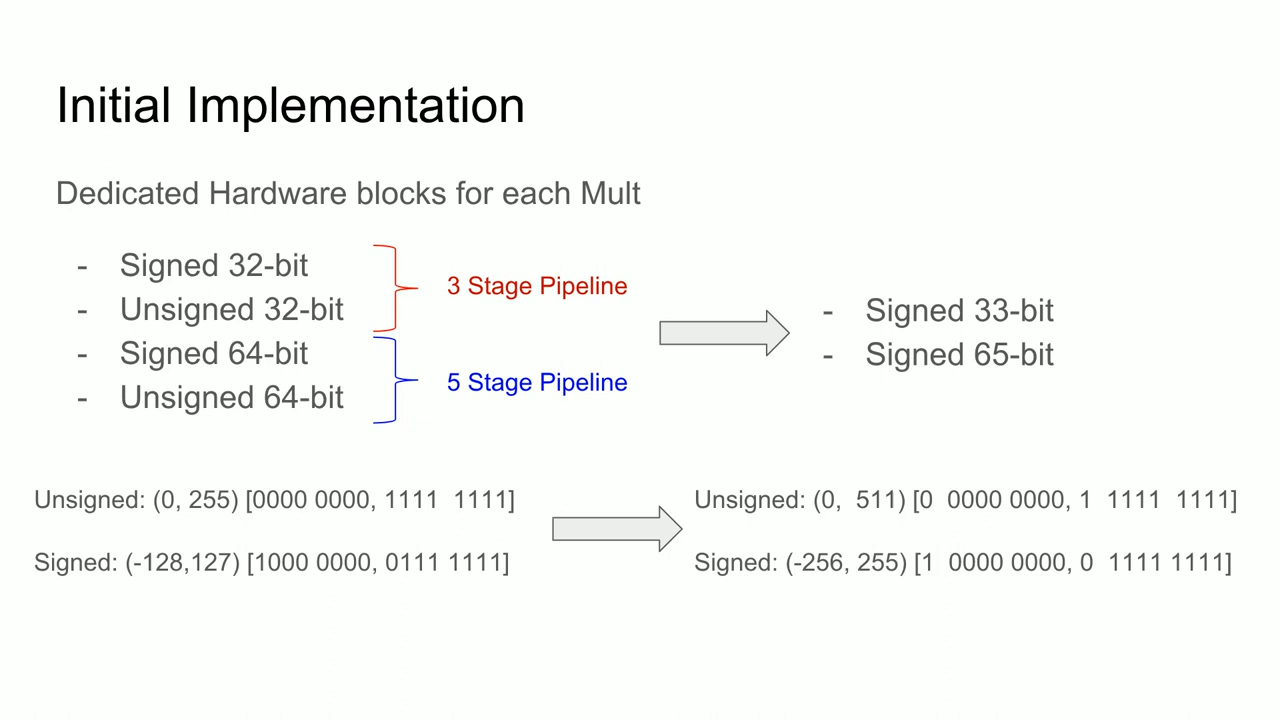 Initial Implementation
Dedicated Hardware blocks for each Mult
- Signed 32-bit
- Unsigned 32-bit
- Signed 64-bit
- Unsigned 64-bit
3 Stage Pipeline
5 Stage Pipeline
- Signed 33-bit
- Signed 65-bit
Unsigned: (0, 255) [0000 0000, 1111 1111]
Signed: (-128,127) [1000 0000, 0111 1111]
Unsigned: (0, 511) [0 0000 0000, 1 1111 1111]
Signed: (-256, 255) [1 0000 0000, 0 1111 1111]